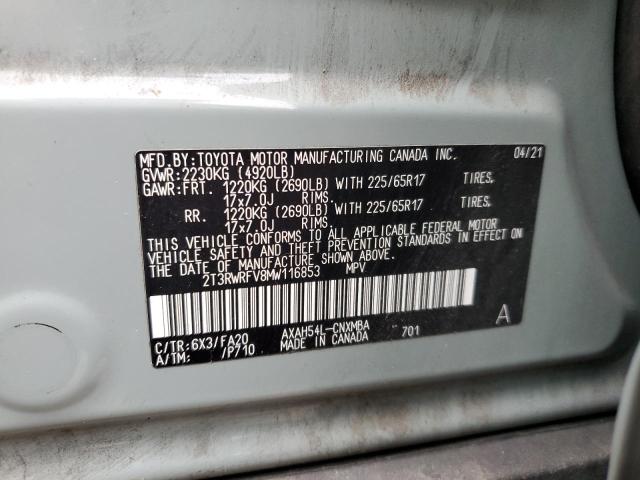 MFD.BY:TOYOTA MOTOR MANUFACTURING CANADA INC. 04/21
GVWR:2230KG (4920LB)
GAWR:FRT. 1220KG (2690LB) WITH 225/65R17 TIRES.
17x7.0J RIMS.
RR. 1220KG (2690LB) WITH 225/65R17 TIRES.
17x7.0J RIMS.
THIS VEHICLE CONFORMS TO ALL APPLICABLE FEDERAL MOTOR
VEHICLE SAFETY AND THEFT PREVENTION STANDARDS IN EFFECT ON
THE DATE OF MANUFACTURE SHOWN ABOVE.
2T3RWRFV8MW116853 MPV
A
C/TR:6X3/FA20 AXAH54L-CNXMBA 701
A/TM: /P710 MADE IN CANADA